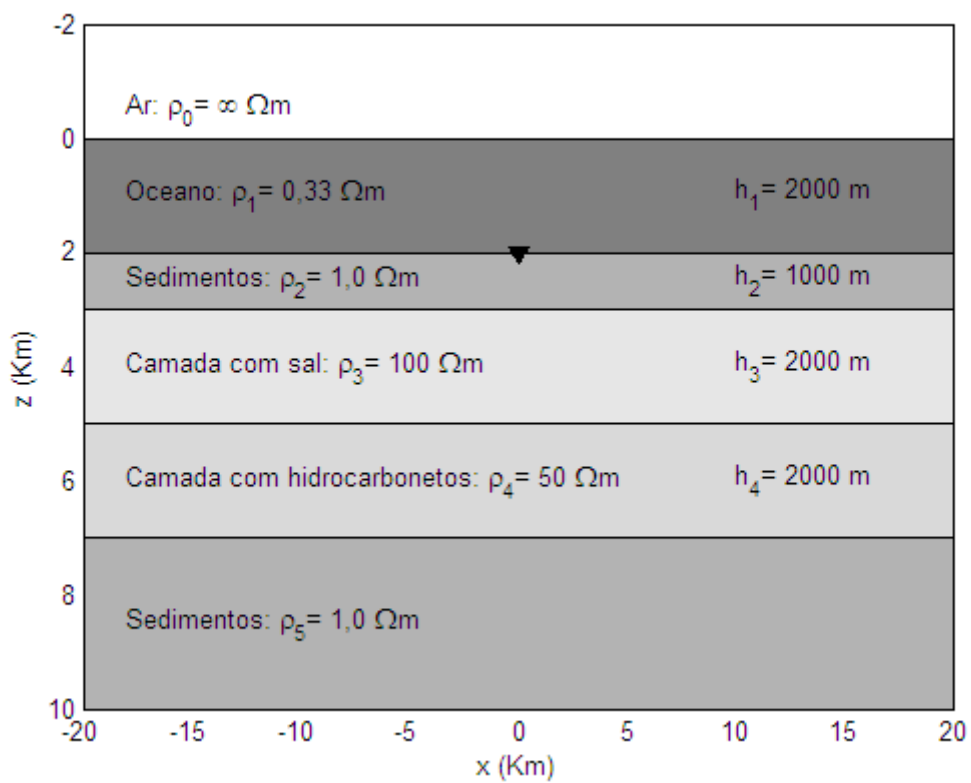 -2
Ar: ρ0= ∞ Ωm
0
Oceano: ρ1= 0,33 Ωm h1= 2000 m
2
Sedimentos: ρ2= 1,0 Ωm h2= 1000 m
z (Km)
4
Camada com sal: ρ3= 100 Ωm h3= 2000 m
6
Camada com hidrocarbonetos: ρ4= 50 Ωm h4= 2000 m
8
Sedimentos: ρ5= 1,0 Ωm
10
-20 -15 -10 -5 0 5 10 15 20
x (Km)